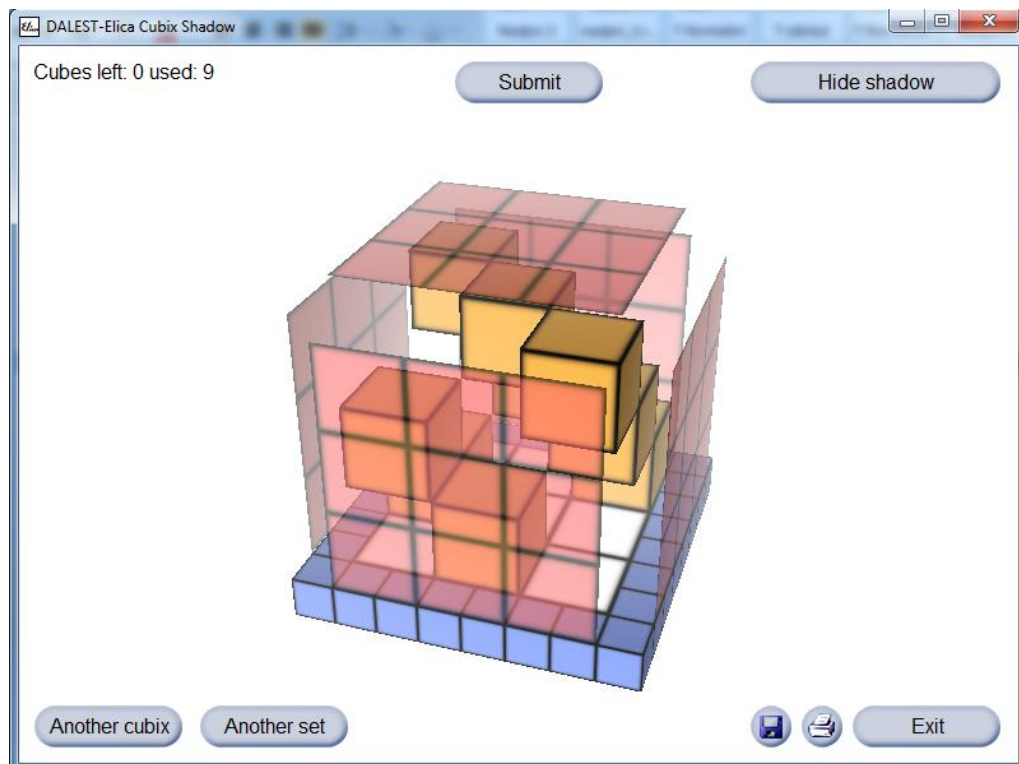 DALEST-Elica Cubix Shadow
Cubes left: 0 used: 9
Submit
Hide shadow
Another cubix
Another set
Exit